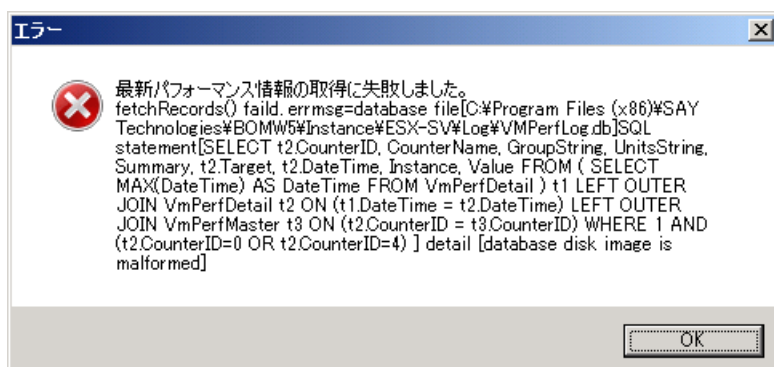 エラー
最新パフォーマンス情報の取得に失敗しました。
fetchRecords() faild. errmsg=database file[C:¥Program Files (x86)¥SAY
Technologies¥BOMW5¥Instance¥ESX-SV¥Log¥VMPerfLog.db]SQL
statement[SELECT t2.CounterID, CounterName, GroupString, UnitsString,
Summary, t2.Target, t2.DateTime, Instance, Value FROM ( SELECT
MAX(DateTime) AS DateTime FROM VmPerfDetail ) t1 LEFT OUTER
JOIN VmPerfDetail t2 ON (t1.DateTime = t2.DateTime) LEFT OUTER
JOIN VmPerfMaster t3 ON (t2.CounterID = t3.CounterID) WHERE 1 AND
(t2.CounterID=0 OR t2.CounterID=4) ] detail [database disk image is
malformed]
OK